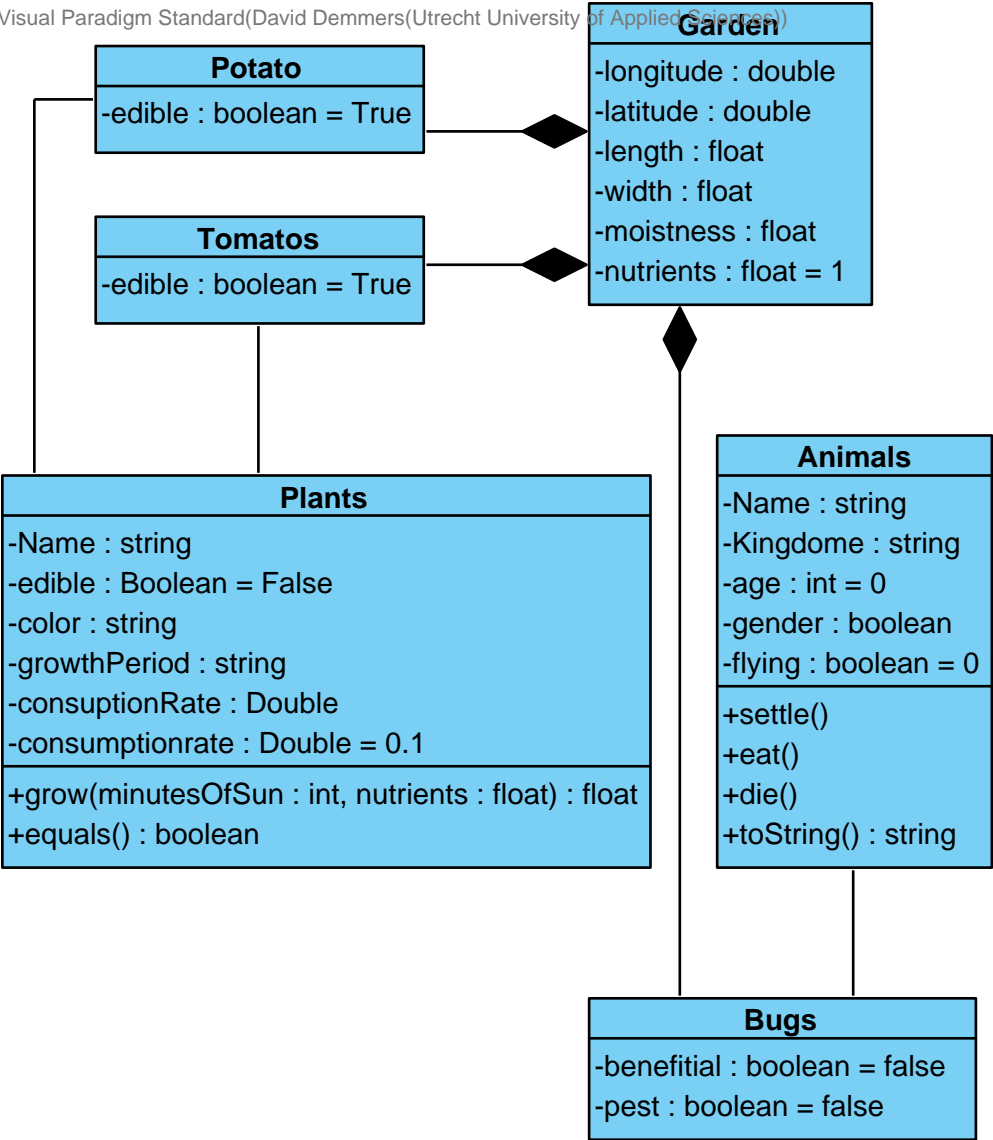 Visual Paradigm Standard(David Demmers(Utrecht University of Applied Sciences))
Garden
-longitude : double
-latitude : double
-length : float
-width : float
-moistness : float
-nutrients : float = 1
Potato
-edible : boolean = True
Tomatos
-edible : boolean = True
Plants
-Name : string
-edible : Boolean = False
-color : string
-growthPeriod : string
-consuptionRate : Double
-consumptionrate : Double = 0.1
+grow(minutesOfSun : int, nutrients : float) : float
+equals() : boolean
Animals
-Name : string
-Kingdome : string
-age : int = 0
-gender : boolean
-flying : boolean = 0
+settle()
+eat()
+die()
+toString() : string
Bugs
-benefitial : boolean = false
-pest : boolean = false